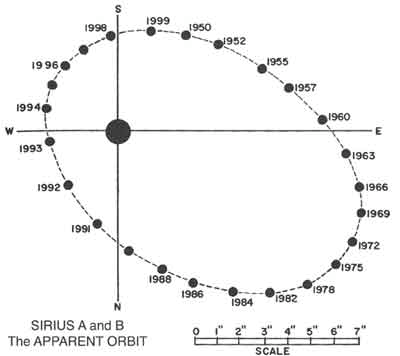 S
1998
1999
1950
1952
1996
1955
1957
1994
1960
W
E
1993
1963
1992
1966
1969
1991
1972
1975
1988
1986
1984
1982
1978
N
SIRIUS A and B
The APPARENT ORBIT
0 1" 2" 3" 4" 5" 6" 7"
SCALE